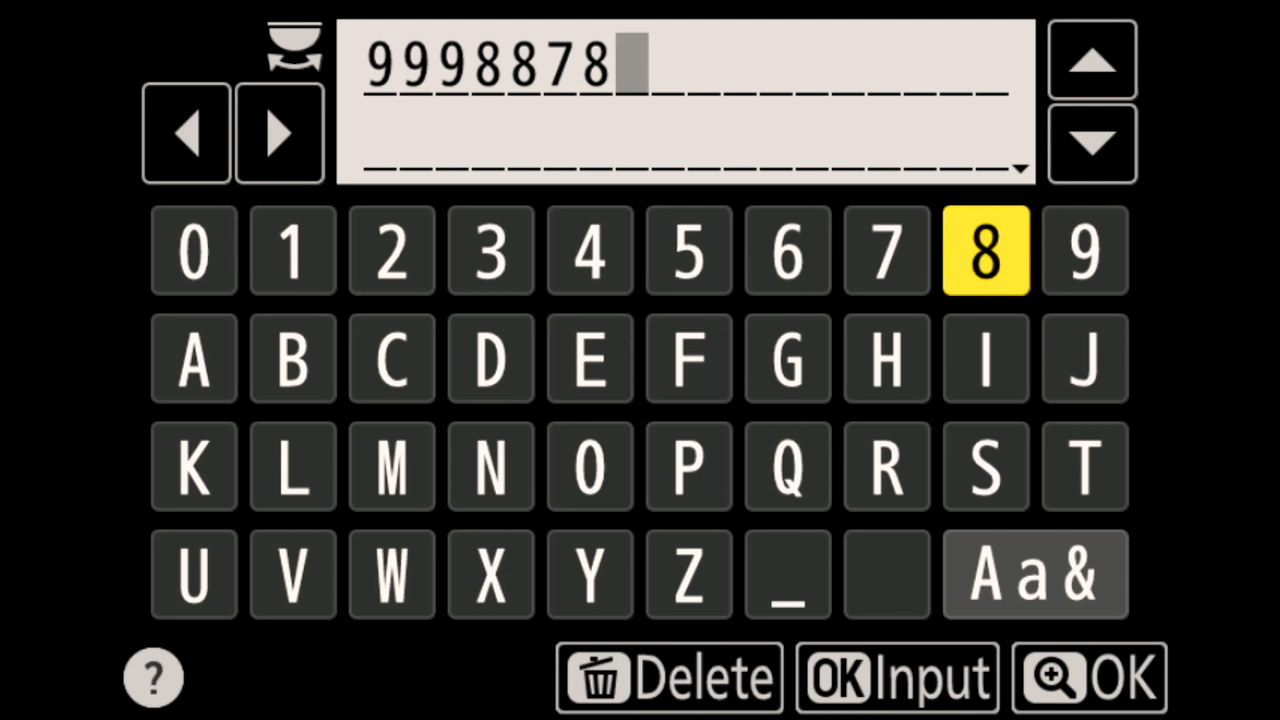 9998878
0 1 2 3 4 5 6 7 8 9
A B C D E F G H I J
K L M N O P Q R S T
U V W X Y Z _ Aa&
? Delete OK Input OK